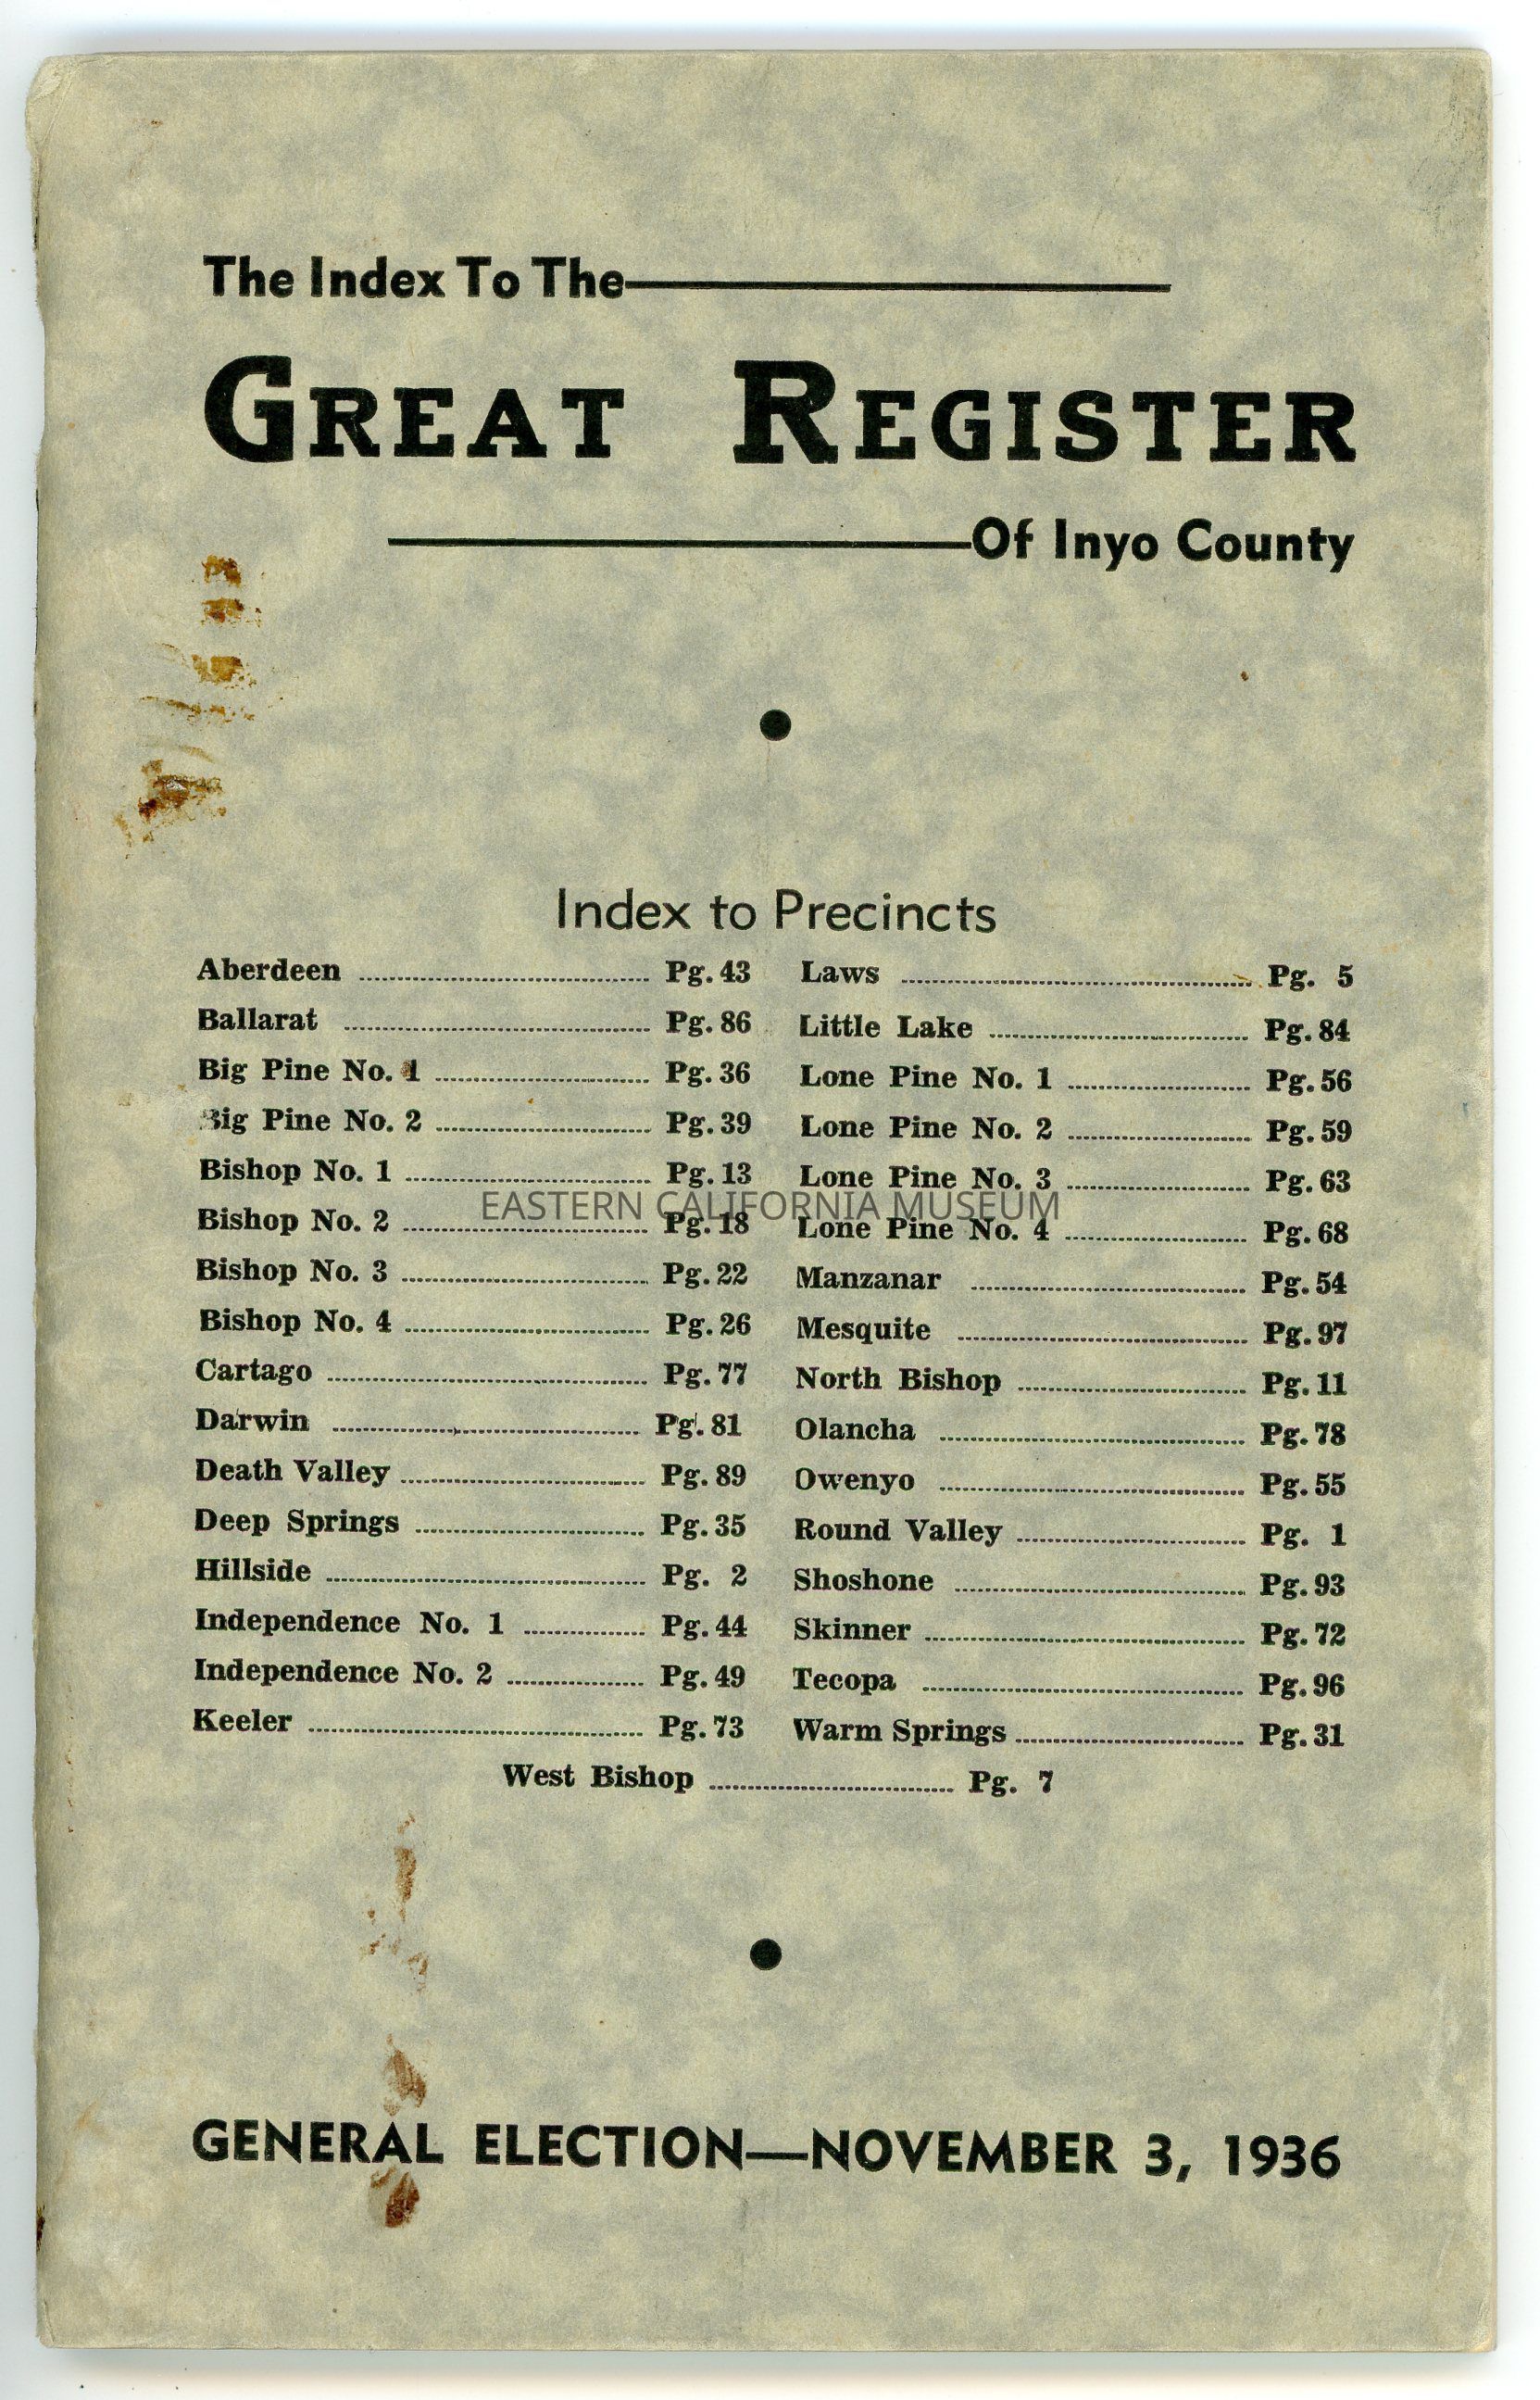 The Index To The
GREAT REGISTER
Of Inyo County
Index to Precincts
Aberdeen Pg. 43
Ballarat Pg. 86
Big Pine No. 1 Pg. 36
Big Pine No. 2 Pg. 39
Bishop No. 1 Pg. 13
Bishop No. 2 Pg. 18
Bishop No. 3 Pg. 22
Bishop No. 4 Pg. 26
Cartago Pg. 77
Darwin Pg. 81
Death Valley Pg. 89
Deep Springs Pg. 35
Hillside Pg. 2
Independence No. 1 Pg. 44
Independence No. 2 Pg. 49
Keeler Pg. 73
Laws Pg. 5
Little Lake Pg. 84
Lone Pine No. 1 Pg. 56
Lone Pine No. 2 Pg. 59
Lone Pine No. 3 Pg. 63
Lone Pine No. 4 Pg. 68
Manzanar Pg. 54
Mesquite Pg. 97
North Bishop Pg. 11
Olancha Pg. 78
Owenyo Pg. 55
Round Valley Pg. 1
Shoshone Pg. 93
Skinner Pg. 72
Tecopa Pg. 96
Warm Springs Pg. 31
West Bishop Pg. 7
EASTERN CALIFORNIA MUSEUM
GENERAL ELECTION—NOVEMBER 3, 1936